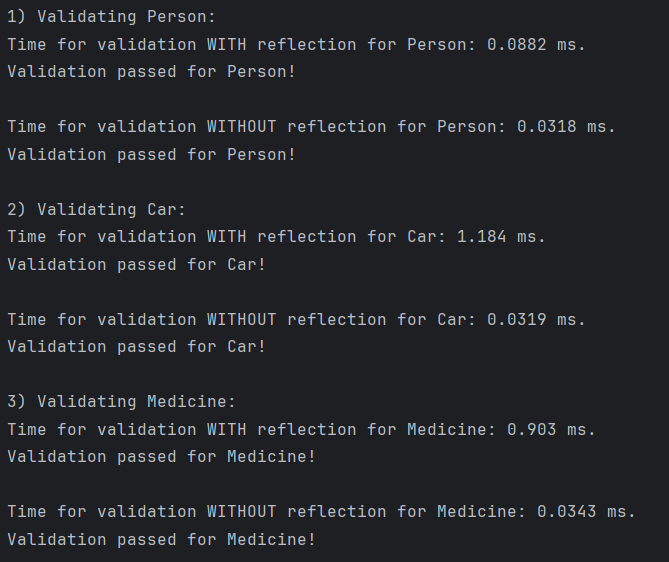 1) Validating Person:
Time for validation WITH reflection for Person: 0.0882 ms.
Validation passed for Person!
Time for validation WITHOUT reflection for Person: 0.0318 ms.
Validation passed for Person!
2) Validating Car:
Time for validation WITH reflection for Car: 1.184 ms.
Validation passed for Car!
Time for validation WITHOUT reflection for Car: 0.0319 ms.
Validation passed for Car!
3) Validating Medicine:
Time for validation WITH reflection for Medicine: 0.903 ms.
Validation passed for Medicine!
Time for validation WITHOUT reflection for Medicine: 0.0343 ms.
Validation passed for Medicine!